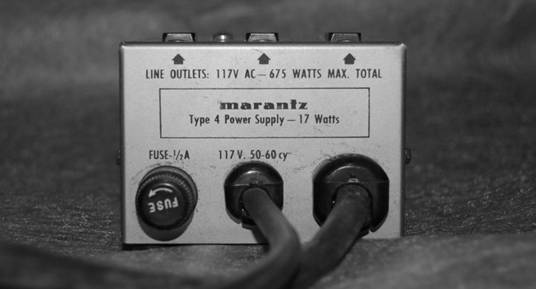 LINE OUTLETS: 117V AC – 675 WATTS MAX. TOTAL
marantz
Type 4 Power Supply – 17 Watts
FUSE-½A 117V. 50-60 cy
FUSE